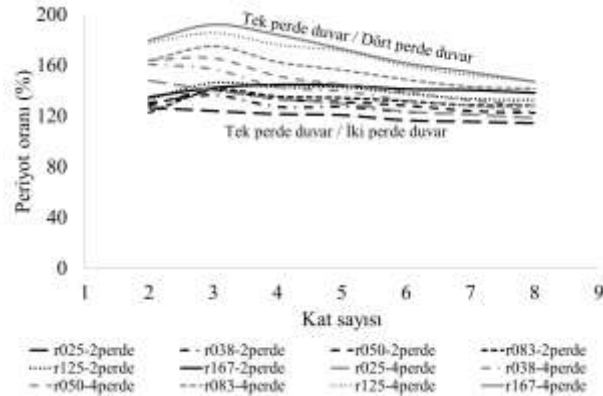 200
160
120
80
40
0
Periyot oranı (%)
Tek perde duvar / Dört perde duvar
Tek perde duvar / İki perde duvar
1 2 3 4 5 6 7 8 9
Kat sayısı
r025-2perde r038-2perde r050-2perde r083-2perde
r125-2perde r167-2perde r025-4perde r038-4perde
r050-4perde r083-4perde r125-4perde r167-4perde